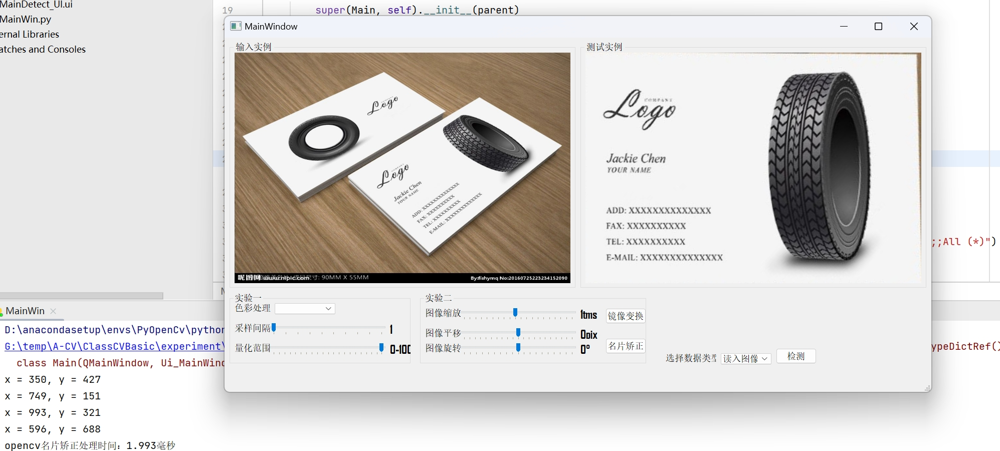 MainDetect_UI.ui
MainWin.py
ernal Libraries
atches and Consoles
19
super(Main, self).__init__(parent)
MainWindow
输入实例
测试实例
Logo
Logo
COMPANY
Jackie Chen
YOUR NAME
ADD: XXXXXXXXXXXXXX
FAX: XXXXXXXXXX
TEL: XXXXXXXXXX
E-MAIL: XXXXXXXXXXXXXX
昵图网 www.nipic.com
尺寸: 90MM X 55MM
By:fishymq No:20160725223234152090
COMPANY
Logo
Jackie Chen
YOUR NAME
ADD: XXXXXXXXXXXXXX
FAX: XXXXXXXXXX
TEL: XXXXXXXXXX
E-MAIL: XXXXXXXXXXXXXX
;;All (*)")
实验一
色彩处理
采样间隔
1
量化范围
0-100
实验二
图像缩放
1tms
镜像变换
图像平移
0pix
图像旋转
0°
名片矫正
选择数据类型
读入图像
检测
MainWin
D:\anacondasetup\envs\PyOpenCv\python
G:\temp\A-CV\ClassCVBasic\experiment\
ypeDictRef()
class Main(QMainWindow, Ui_MainWind
x = 350, y = 427
x = 749, y = 151
x = 993, y = 321
x = 596, y = 688
opencv名片矫正处理时间：1.993毫秒